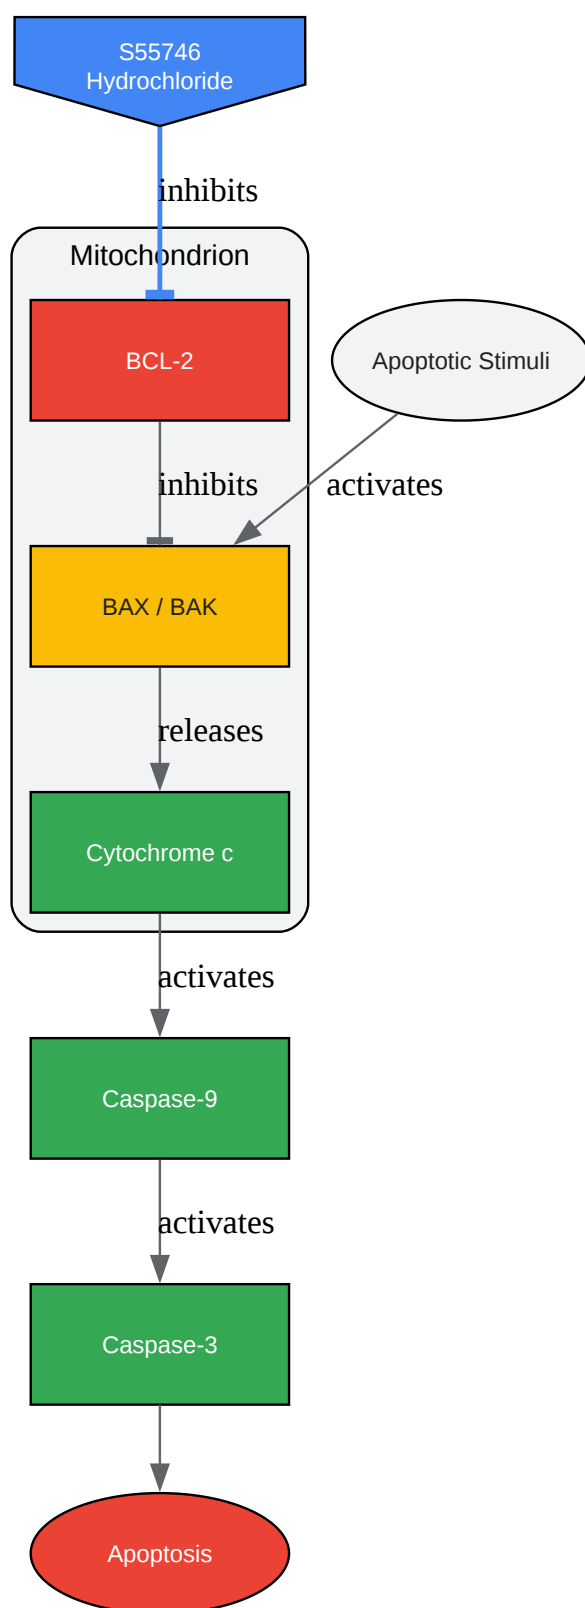 S55746
Hydrochloride
inhibits
Mitochondrion
BCL-2
Apoptotic Stimuli
inhibits
activates
BAX / BAK
releases
Cytochrome c
activates
Caspase-9
activates
Caspase-3
Apoptosis